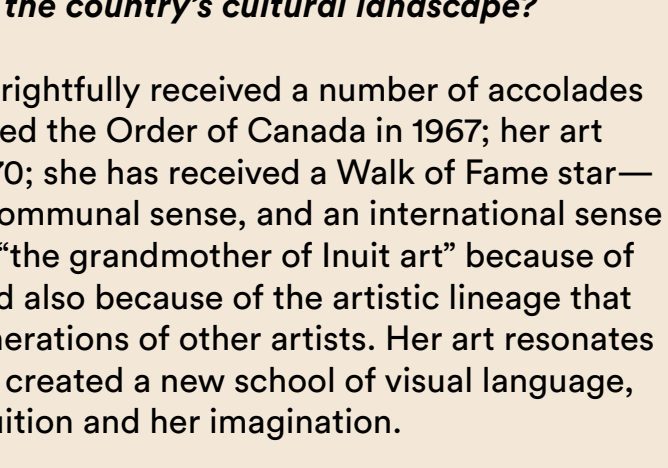 the country's cultural landscape?
rightfully received a number of accolades
ed the Order of Canada in 1967; her art
70; she has received a Walk of Fame star—
ommunal sense, and an international sense
“the grandmother of Inuit art” because of
d also because of the artistic lineage that
nerations of other artists. Her art resonates
created a new school of visual language,
uition and her imagination.